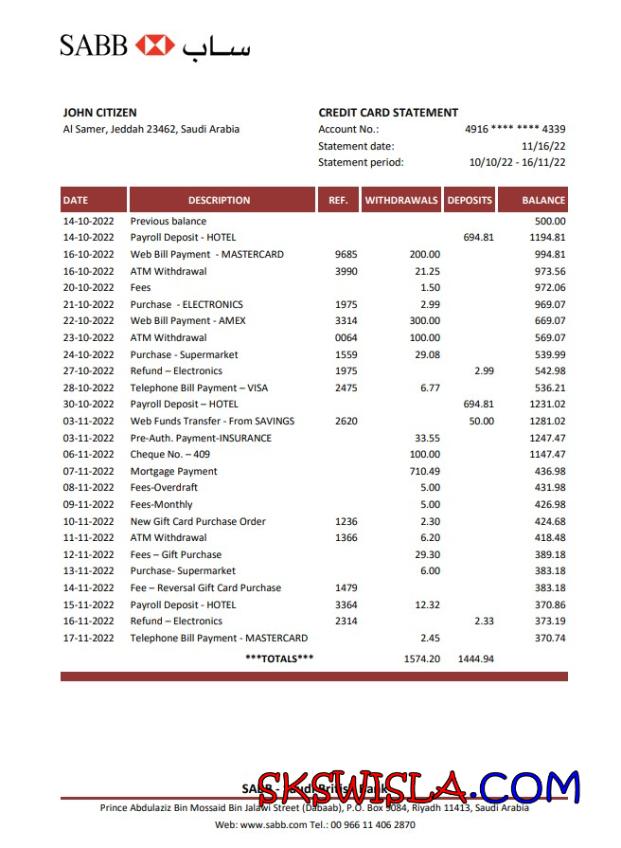 SABB ساب
JOHN CITIZEN
Al Samer, Jeddah 23462, Saudi Arabia
CREDIT CARD STATEMENT
Account No.: 4916 **** **** 4339
Statement date: 11/16/22
Statement period: 10/10/22 - 16/11/22
DATE DESCRIPTION REF. WITHDRAWALS DEPOSITS BALANCE
14-10-2022 Previous balance 500.00
14-10-2022 Payroll Deposit - HOTEL 694.81 1194.81
16-10-2022 Web Bill Payment - MASTERCARD 9685 200.00 994.81
16-10-2022 ATM Withdrawal 3990 21.25 973.56
20-10-2022 Fees 1.50 972.06
21-10-2022 Purchase - ELECTRONICS 1975 2.99 969.07
22-10-2022 Web Bill Payment - AMEX 3314 300.00 669.07
23-10-2022 ATM Withdrawal 0064 100.00 569.07
24-10-2022 Purchase - Supermarket 1559 29.08 539.99
27-10-2022 Refund – Electronics 1975 2.99 542.98
28-10-2022 Telephone Bill Payment – VISA 2475 6.77 536.21
30-10-2022 Payroll Deposit – HOTEL 694.81 1231.02
03-11-2022 Web Funds Transfer - From SAVINGS 2620 50.00 1281.02
03-11-2022 Pre-Auth. Payment-INSURANCE 33.55 1247.47
06-11-2022 Cheque No. – 409 100.00 1147.47
07-11-2022 Mortgage Payment 710.49 436.98
08-11-2022 Fees-Overdraft 5.00 431.98
09-11-2022 Fees-Monthly 5.00 426.98
10-11-2022 New Gift Card Purchase Order 1236 2.30 424.68
11-11-2022 ATM Withdrawal 1366 6.20 418.48
12-11-2022 Fees – Gift Purchase 29.30 389.18
13-11-2022 Purchase- Supermarket 6.00 383.18
14-11-2022 Fee – Reversal Gift Card Purchase 1479 383.18
15-11-2022 Payroll Deposit - HOTEL 3364 12.32 370.86
16-11-2022 Refund – Electronics 2314 2.33 373.19
17-11-2022 Telephone Bill Payment - MASTERCARD 2.45 370.74
***TOTALS*** 1574.20 1444.94
SKSWISLA.COM
SABB - Saudi British Bank
Prince Abdulaziz Bin Mossaid Bin Jalawi Street (Dabaab), P.O. Box 9084, Riyadh 11413, Saudi Arabia
Web: www.sabb.com Tel.: 00 966 11 406 2870